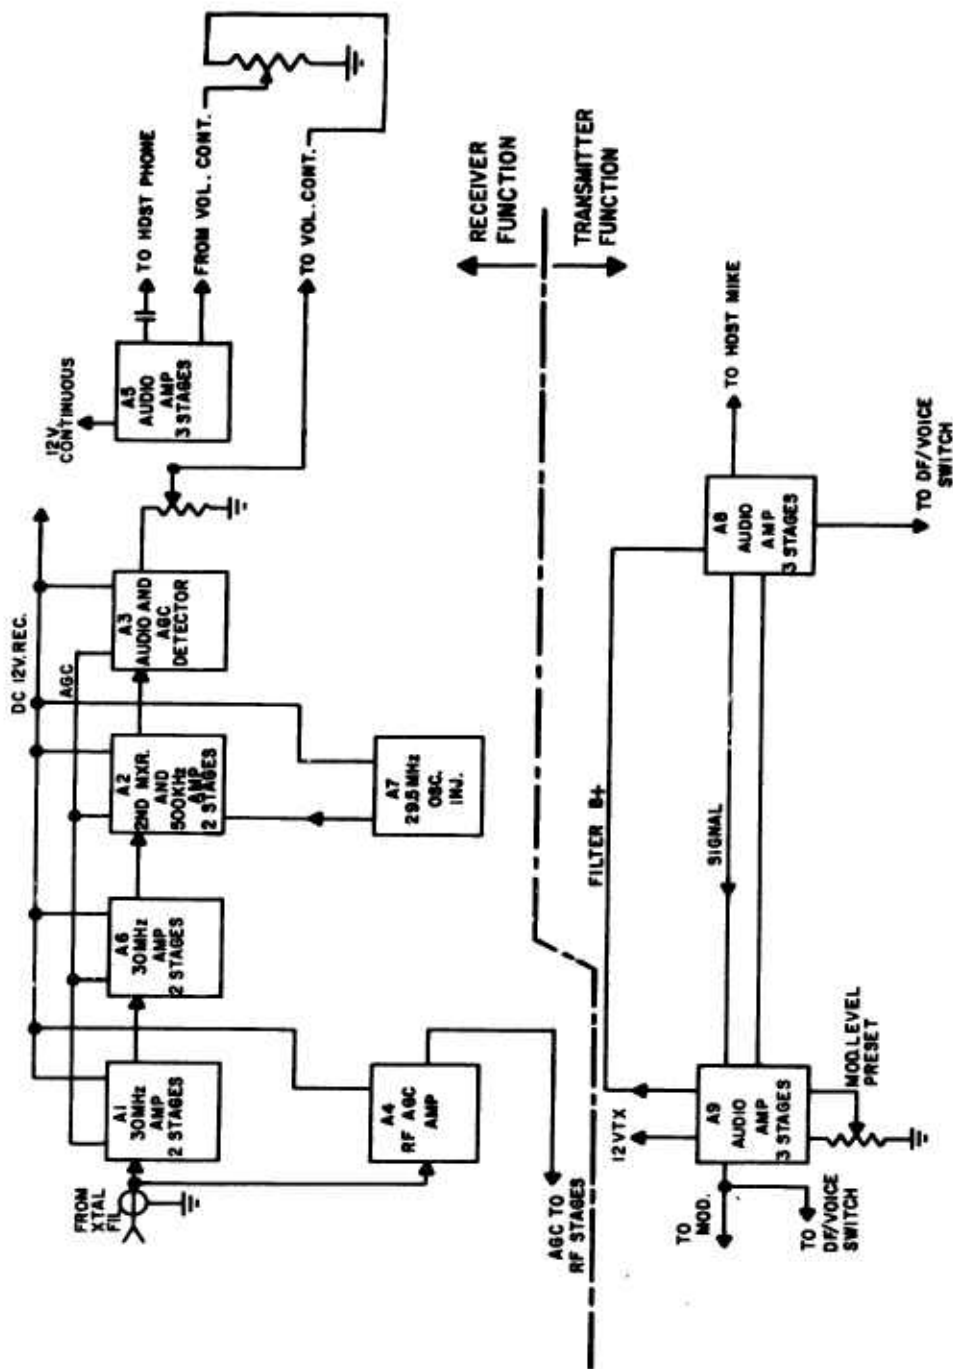 DC 12V. REC.
AGC
12V
CONTINUOUS
FROM
XTAL
FIL
A1
30MHz
AMP
2 STAGES
A6
30MHz
AMP
2 STAGES
A2
2ND MXR.
AND
500KHz
AMP
2 STAGES
A3
AUDIO AND
AGC
DETECTOR
A5
AUDIO
AMP
3 STAGES
TO HOST PHONE
FROM VOL. CONT.
TO VOL. CONT.
A4
RF AGC
AMP
A7
29.5MHz
OSC.
INJ.
AGC TO
RF STAGES
RECEIVER
FUNCTION
TRANSMITTER
FUNCTION
FILTER B+
12VTX
TO
MOD.
TO
DF/VOICE
SWITCH
A9
AUDIO
AMP
3 STAGES
MOD. LEVEL
PRESET
SIGNAL
A8
AUDIO
AMP
3 STAGES
TO HOST MIKE
TO DF/VOICE
SWITCH